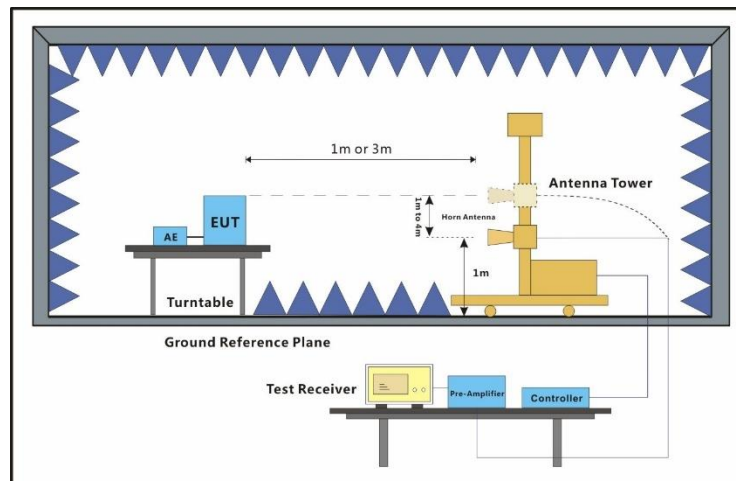 1m or 3m
Antenna Tower
1m to 4m
Horn Antenna
EUT
AE
1m
Turntable
Ground Reference Plane
Test Receiver
Pre-Amplifier
Controller